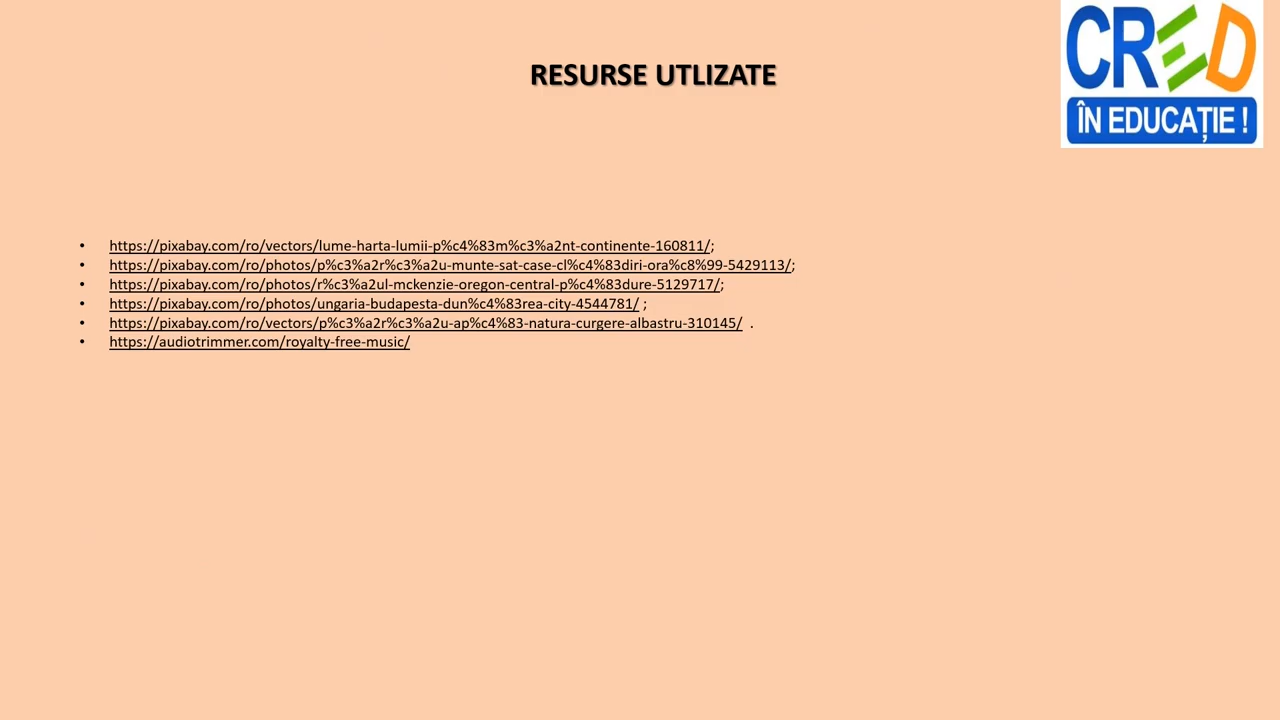 CRED
ÎN EDUCAȚIE !
RESURSE UTLIZATE
• https://pixabay.com/ro/vectors/lume-harta-lumii-p%c4%83m%c3%a2nt-continente-160811/;
• https://pixabay.com/ro/photos/p%c3%a2r%c3%a2u-munte-sat-case-cl%c4%83diri-ora%c8%99-5429113/;
• https://pixabay.com/ro/photos/r%c3%a2ul-mckenzie-oregon-central-p%c4%83dure-5129717/;
• https://pixabay.com/ro/photos/ungaria-budapesta-dun%c4%83rea-city-4544781/ ;
• https://pixabay.com/ro/vectors/p%c3%a2r%c3%a2u-ap%c4%83-natura-curgere-albastru-310145/ .
• https://audiotrimmer.com/royalty-free-music/